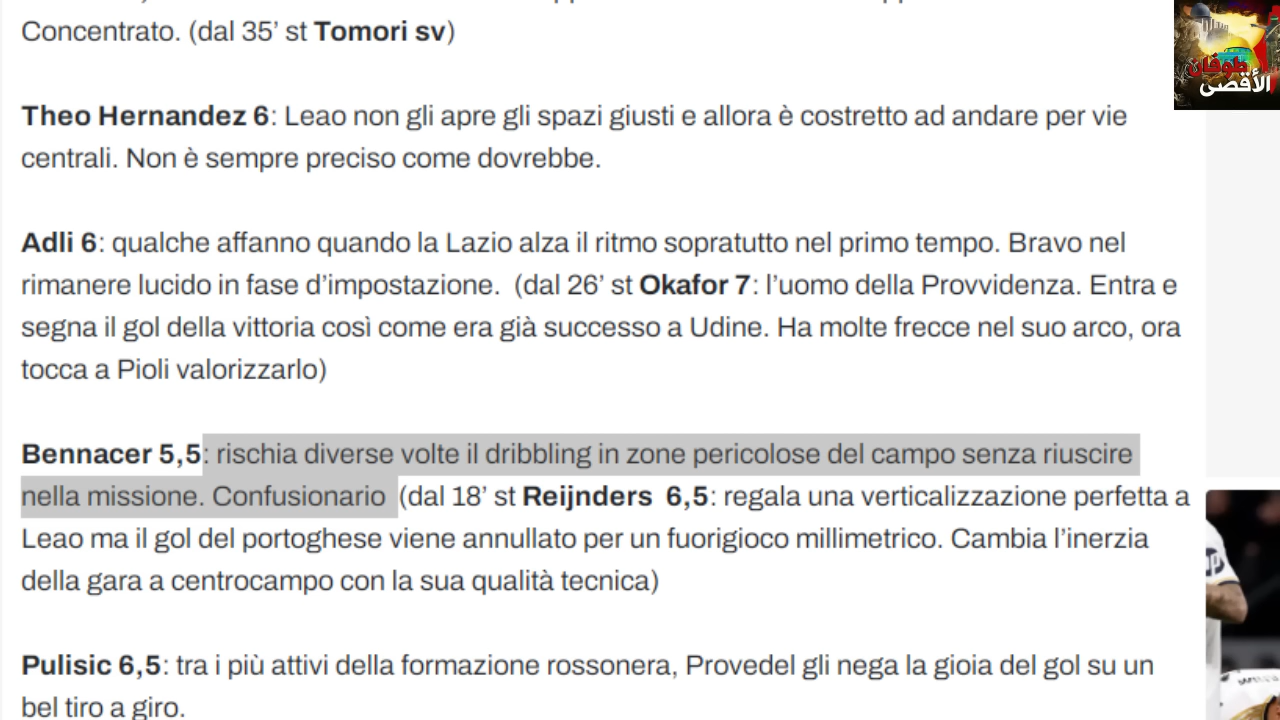 Concentrato. (dal 35’ st Tomori sv)
Theo Hernandez 6: Leao non gli apre gli spazi giusti e allora è costretto ad andare per vie
centrali. Non è sempre preciso come dovrebbe.
Adli 6: qualche affanno quando la Lazio alza il ritmo sopratutto nel primo tempo. Bravo nel
rimanere lucido in fase d’impostazione.  (dal 26’ st Okafor 7: l’uomo della Provvidenza. Entra e
segna il gol della vittoria così come era già successo a Udine. Ha molte frecce nel suo arco, ora
tocca a Pioli valorizzarlo)
Bennacer 5,5: rischia diverse volte il dribbling in zone pericolose del campo senza riuscire
nella missione. Confusionario  (dal 18’ st Reijnders  6,5: regala una verticalizzazione perfetta a
Leao ma il gol del portoghese viene annullato per un fuorigioco millimetrico. Cambia l’inerzia
della gara a centrocampo con la sua qualità tecnica)
Pulisic 6,5: tra i più attivi della formazione rossonera, Provedel gli nega la gioia del gol su un
bel tiro a giro.
طوفان
الأقصى